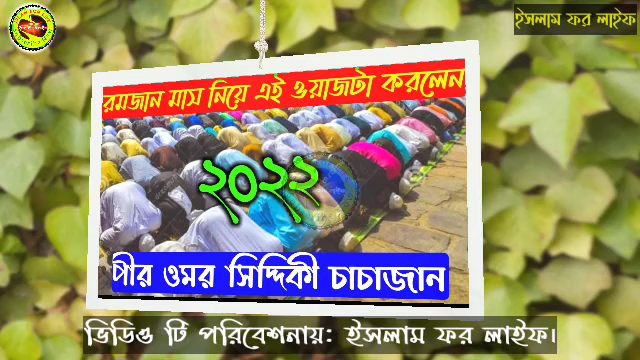 ইসলাম ফর লাইফ
রমজান মাস নিয়ে এই ওয়াজটা করলেন
২০২২
পীর ওমর সিদ্দিকী চাচাজান
ভিডিও টি পরিবেশনায়: ইসলাম ফর লাইফ।